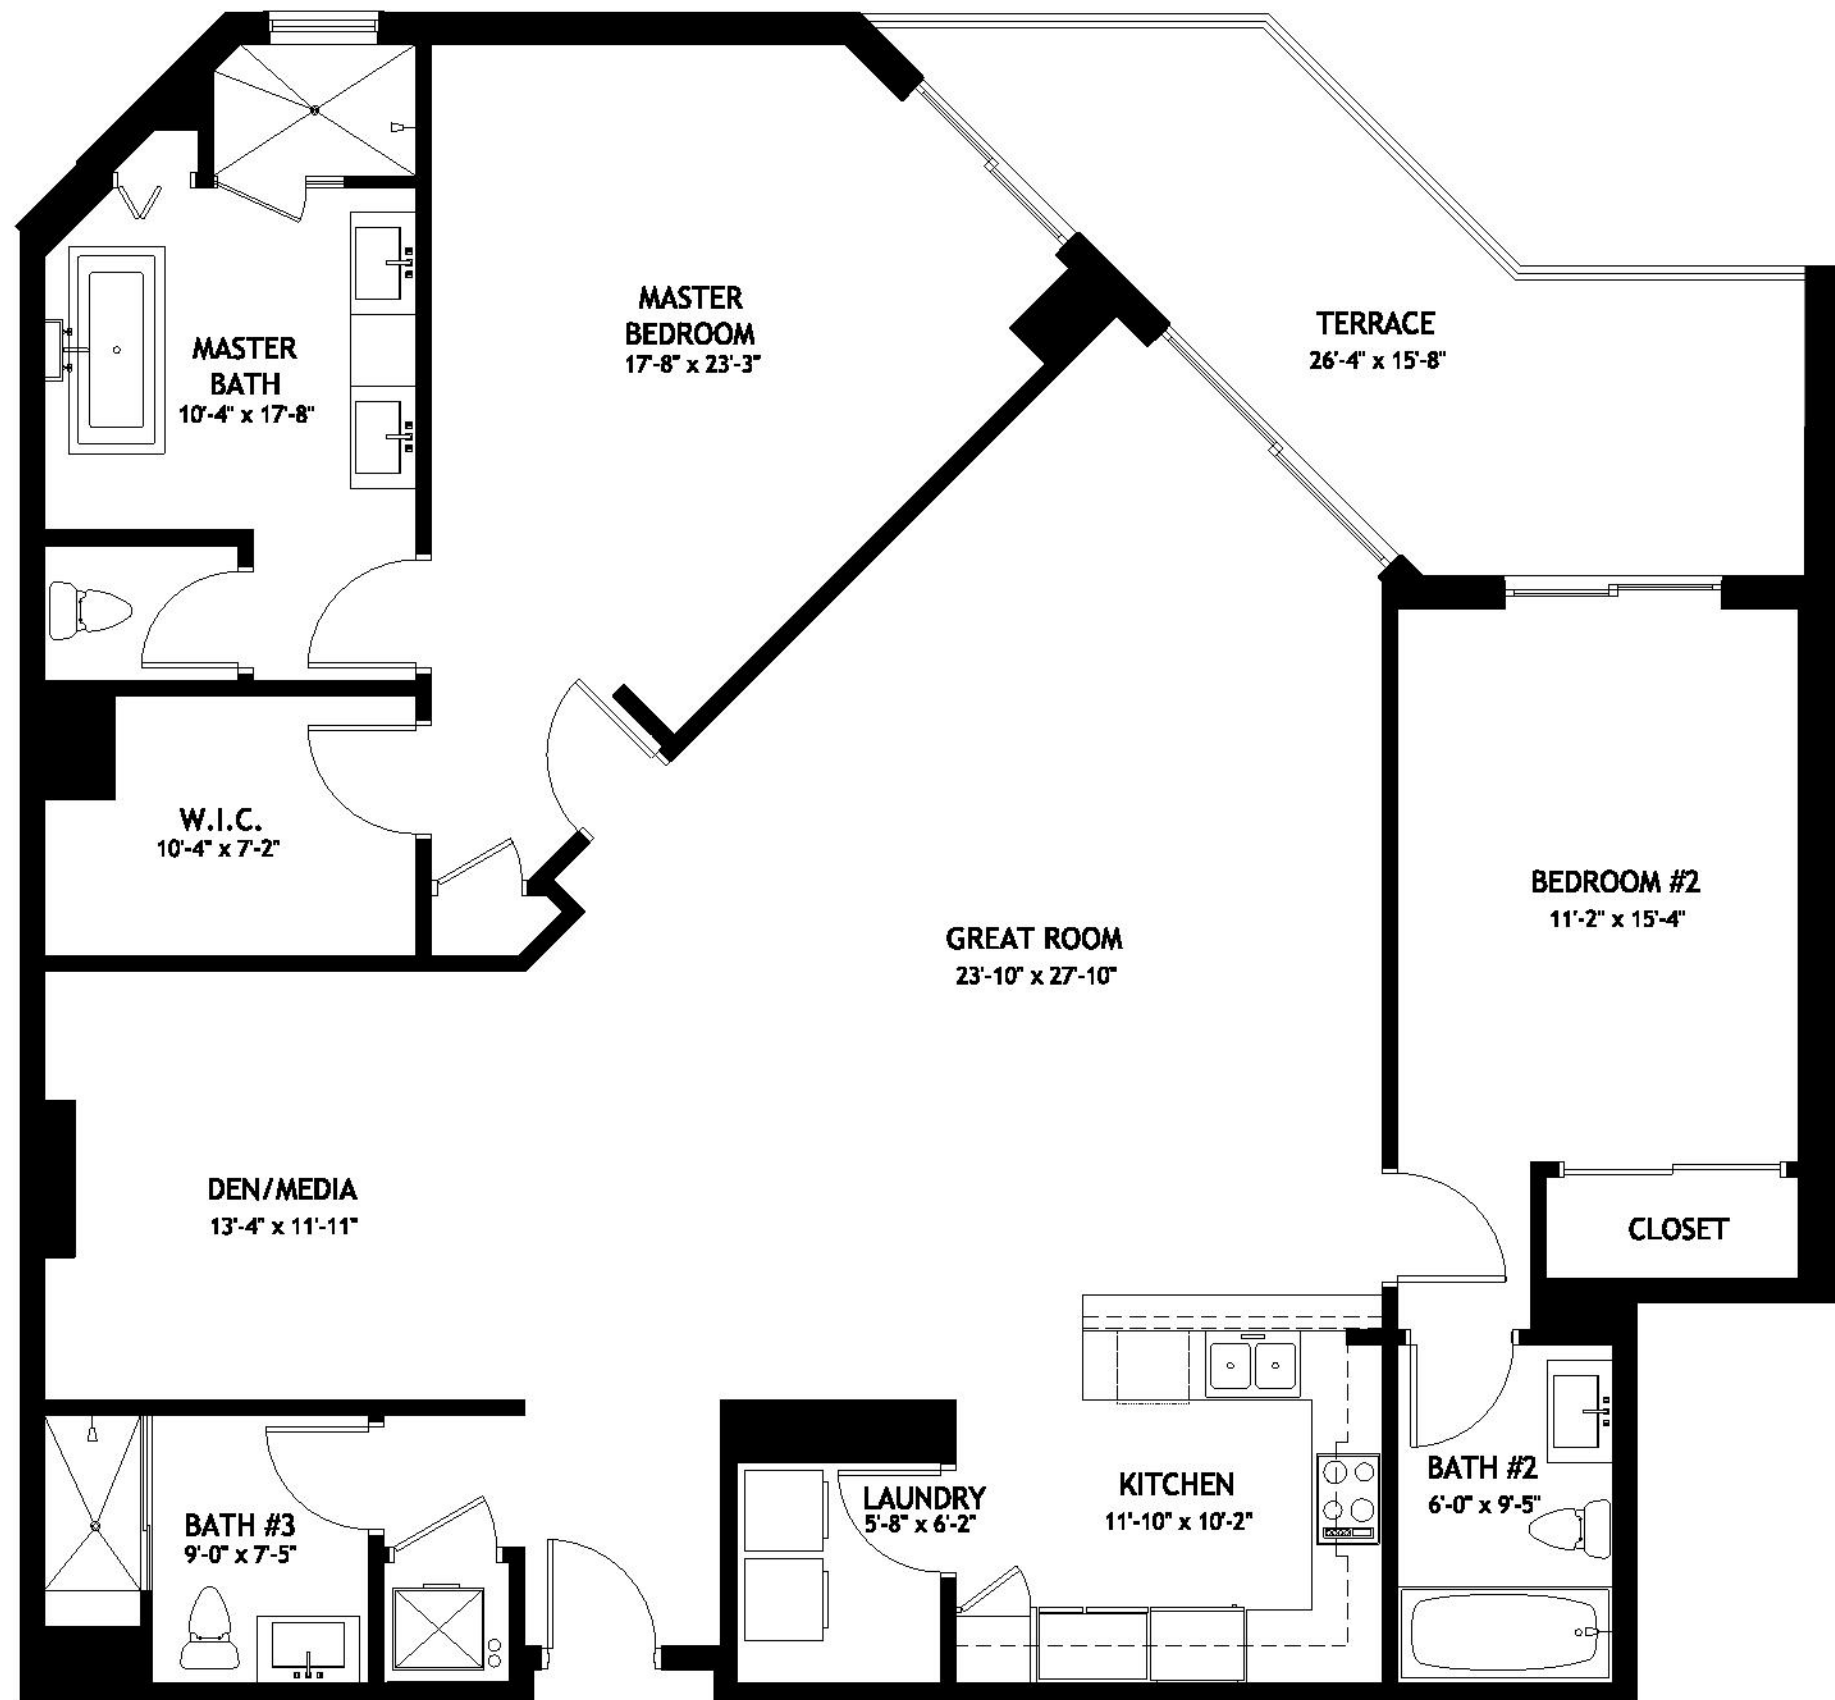 MASTER
BEDROOM
17'-8" x 23'-3"
TERRACE
26'-4" x 15'-8"
MASTER
BATH
10'-4" x 17'-8"
W.I.C.
10'-4" x 7'-2"
BEDROOM #2
11'-2" x 15'-4"
GREAT ROOM
23'-10" x 27'-10"
DEN/MEDIA
13'-4" x 11'-11"
CLOSET
BATH #2
6'-0" x 9'-5"
KITCHEN
11'-10" x 10'-2"
LAUNDRY
5'-8" x 6'-2"
BATH #3
9'-0" x 7'-5"